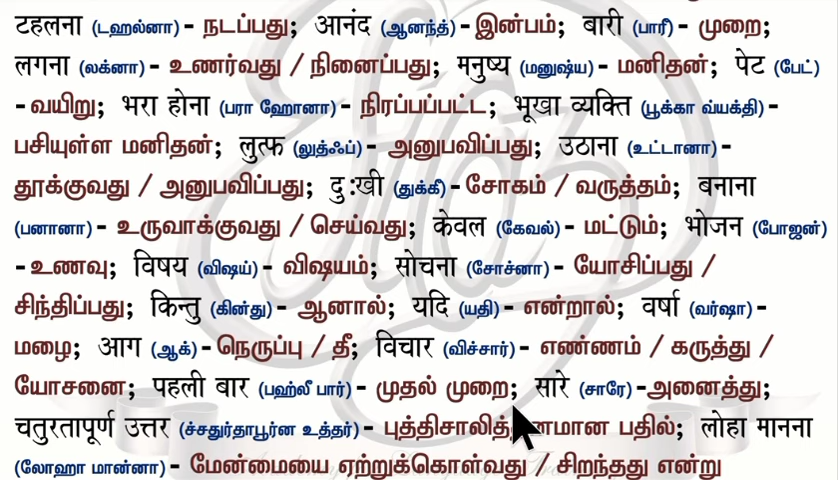 टहलना (டஹல்னா) - நடப்பது; आनंद (ஆனந்த்) - இன்பம்; बारी (பாரீ) - முறை;
लगना (லக்னா) - உணர்வது / நினைப்பது; मनुष्य (மனுஷ்ய) - மனிதன்; पेट (பேட்)
- வயிறு; भरा होना (பரா ஹோனா) - நிரப்பப்பட்ட; भूखा व्यक्ति (பூக்கா வ்யக்தி) -
பசியுள்ள மனிதன்; लुत्फ (லுத்ஃப்) - அனுபவிப்பது; उठाना (உட்டானா) -
தூக்குவது / அனுபவிப்பது; दुःखी (துக்கீ) - சோகம் / வருத்தம்; बनाना
(பனானா) - உருவாக்குவது / செய்வது; केवल (கேவல்) - மட்டும்; भोजन (போஜன்)
- உணவு; विषय (விஷய்) - விஷயம்; सोचना (சோச்னா) - யோசிப்பது /
சிந்திப்பது; किन्तु (கின்து) - ஆனால்; यदि (யதி) - என்றால்; वर्षा (வர்ஷா) -
மழை; आग (ஆக்) - நெருப்பு / தீ; विचार (விச்சார்) - எண்ணம் / கருத்து /
யோசனை; पहली बार (பஹ்லீ பார்) - முதல் முறை; सारे (சாரே) - அனைத்து;
चतुरतापूर्ण उत्तर (ச்சதுர்தாபூர்ன உத்தர்) - பதில்; लोहा मानना
(லோஹா மான்னா) - மேன்மையை ஏற்றுக்கொள்வது / சிறந்தது என்று